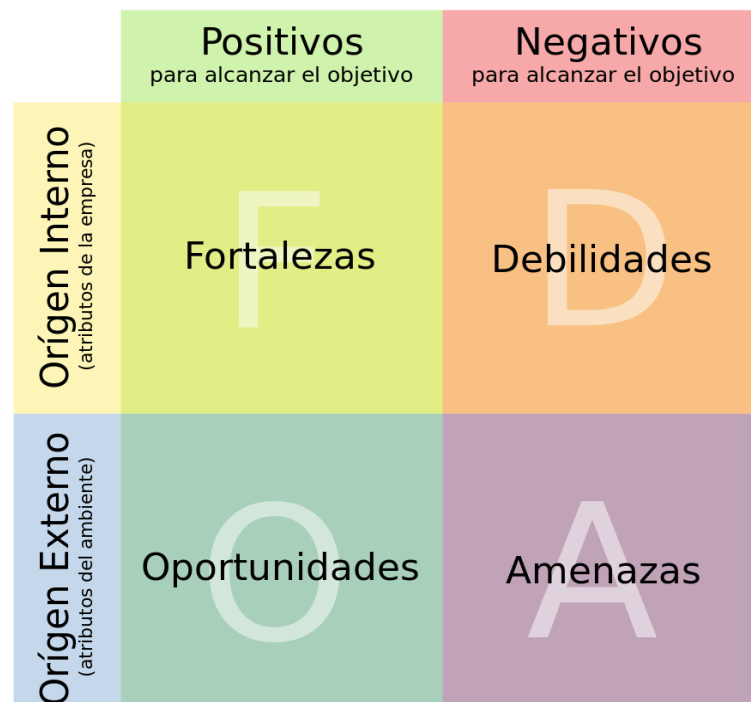 Positivos
para alcanzar el objetivo
Negativos
para alcanzar el objetivo
Orígen Interno
(atributos de la empresa)
F
Fortalezas
D
Debilidades
Orígen Externo
(atributos del ambiente)
O
Oportunidades
A
Amenazas